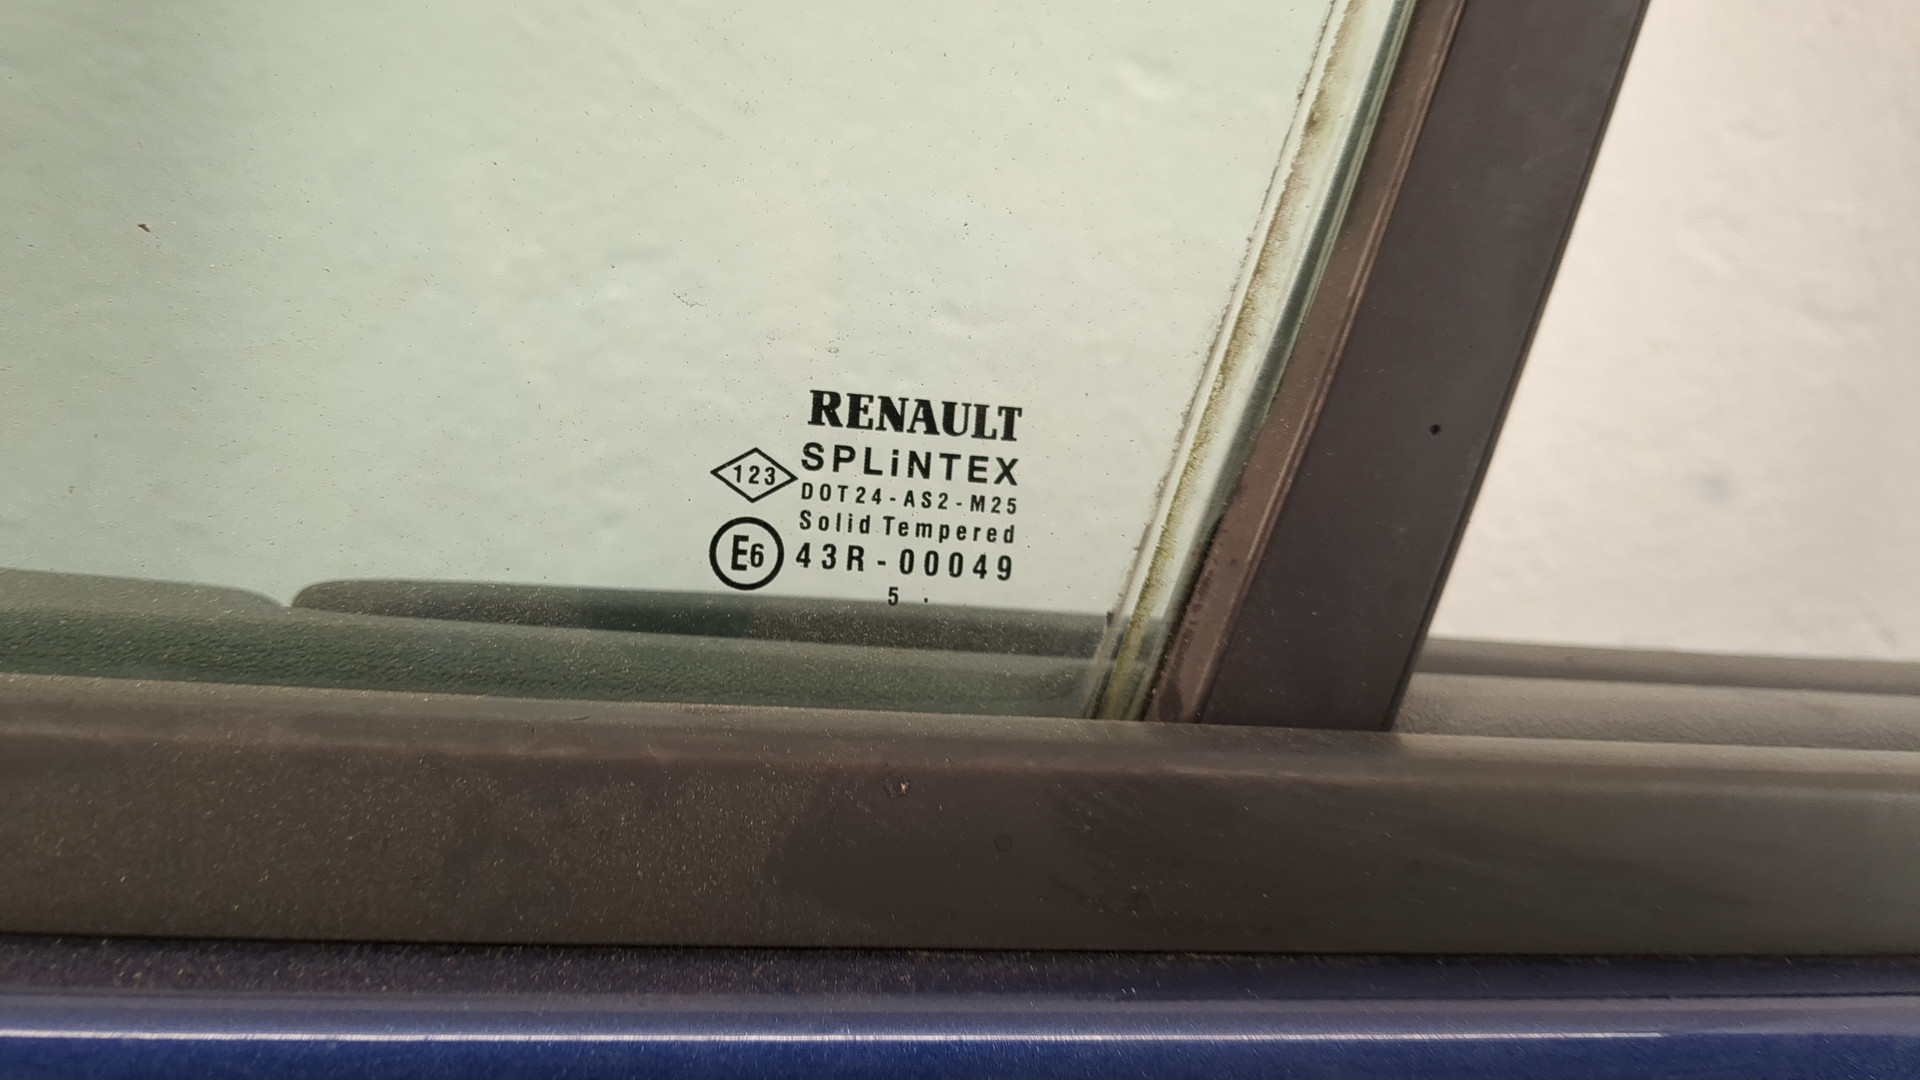 RENAULT
SPLiNTEX
123
DOT24-AS2-M25
Solid Tempered
E6 43R-00049
5 .